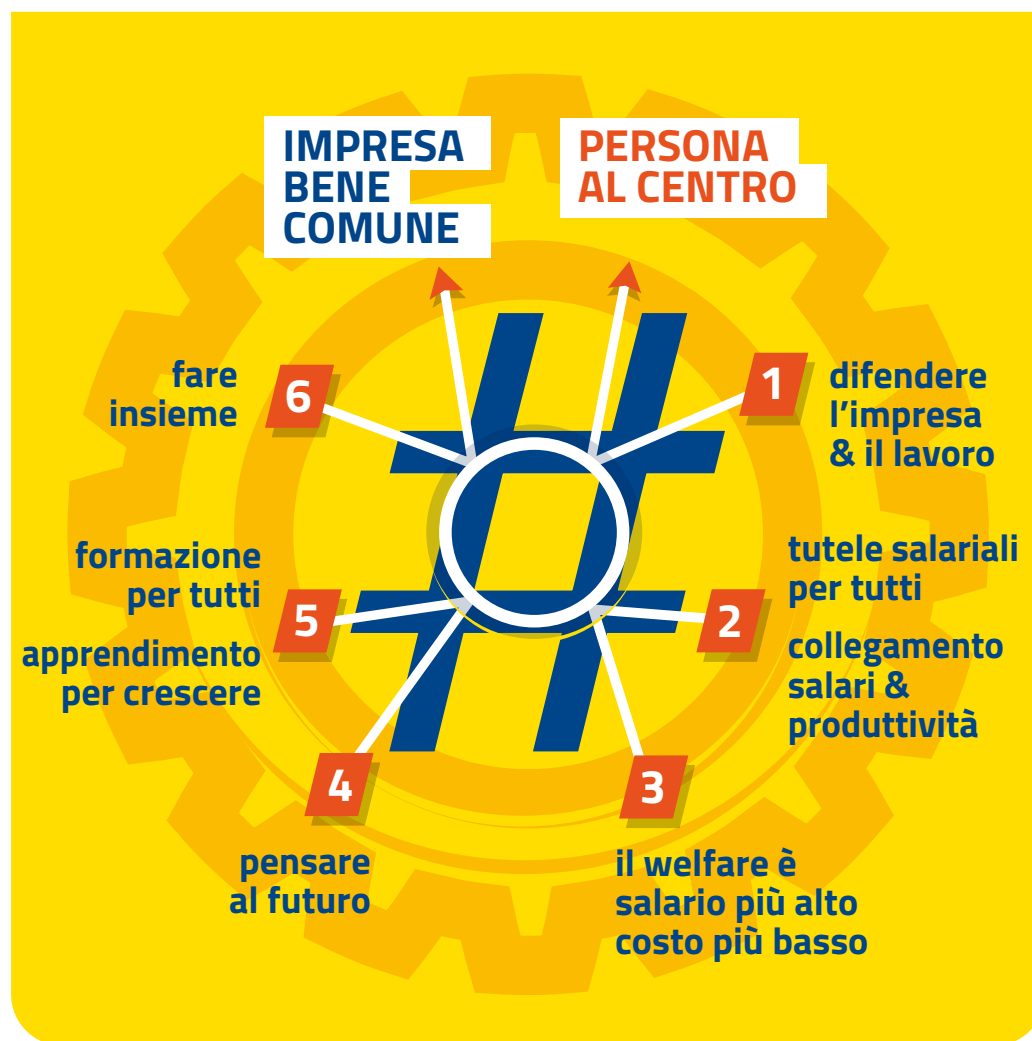 IMPRESA
BENE
COMUNE
PERSONA
AL CENTRO
1
difendere
l'impresa
& il lavoro
2
tutele salariali
per tutti
collegamento
salari &
produttività
3
il welfare è
salario più alto
costo più basso
4
pensare
al futuro
5
formazione
per tutti
apprendimento
per crescere
6
fare
insieme
#